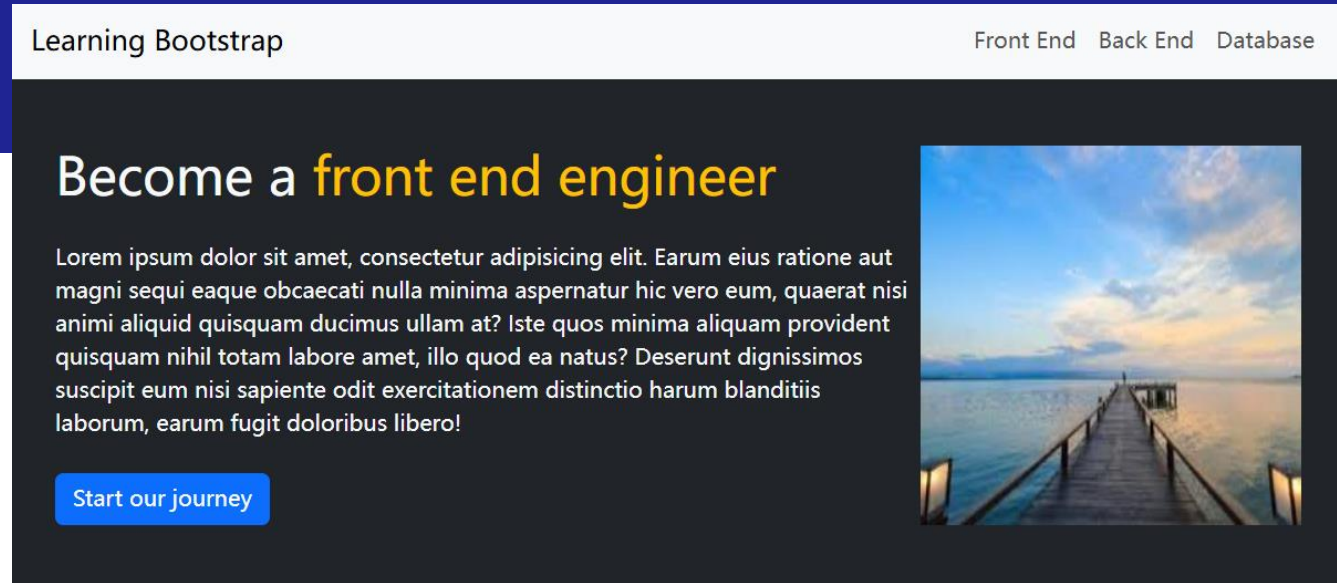 Learning Bootstrap
Front End Back End Database
Become a front end engineer
Lorem ipsum dolor sit amet, consectetur adipisicing elit. Earum eius ratione aut
magni sequi eaque obcaecati nulla minima aspernatur hic vero eum, quaerat nisi
animi aliquid quisquam ducimus ullam at? Iste quos minima aliquam provident
quisquam nihil totam labore amet, illo quod ea natus? Deserunt dignissimos
suscipit eum nisi sapiente odit exercitationem distinctio harum blanditiis
laborum, earum fugit doloribus libero!
Start our journey